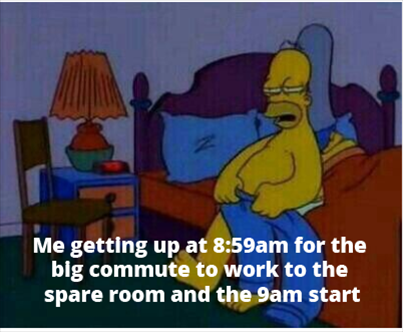 Me getting up at 8:59am for the
big commute to work to the
spare room and the 9am start